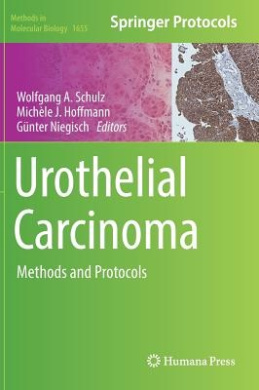 Methods in
Molecular Biology 1655
Springer Protocols
Wolfgang A. Schulz
Michèle J. Hoffmann
Günter Niegisch Editors
Urothelial
Carcinoma
Methods and Protocols
Humana Press